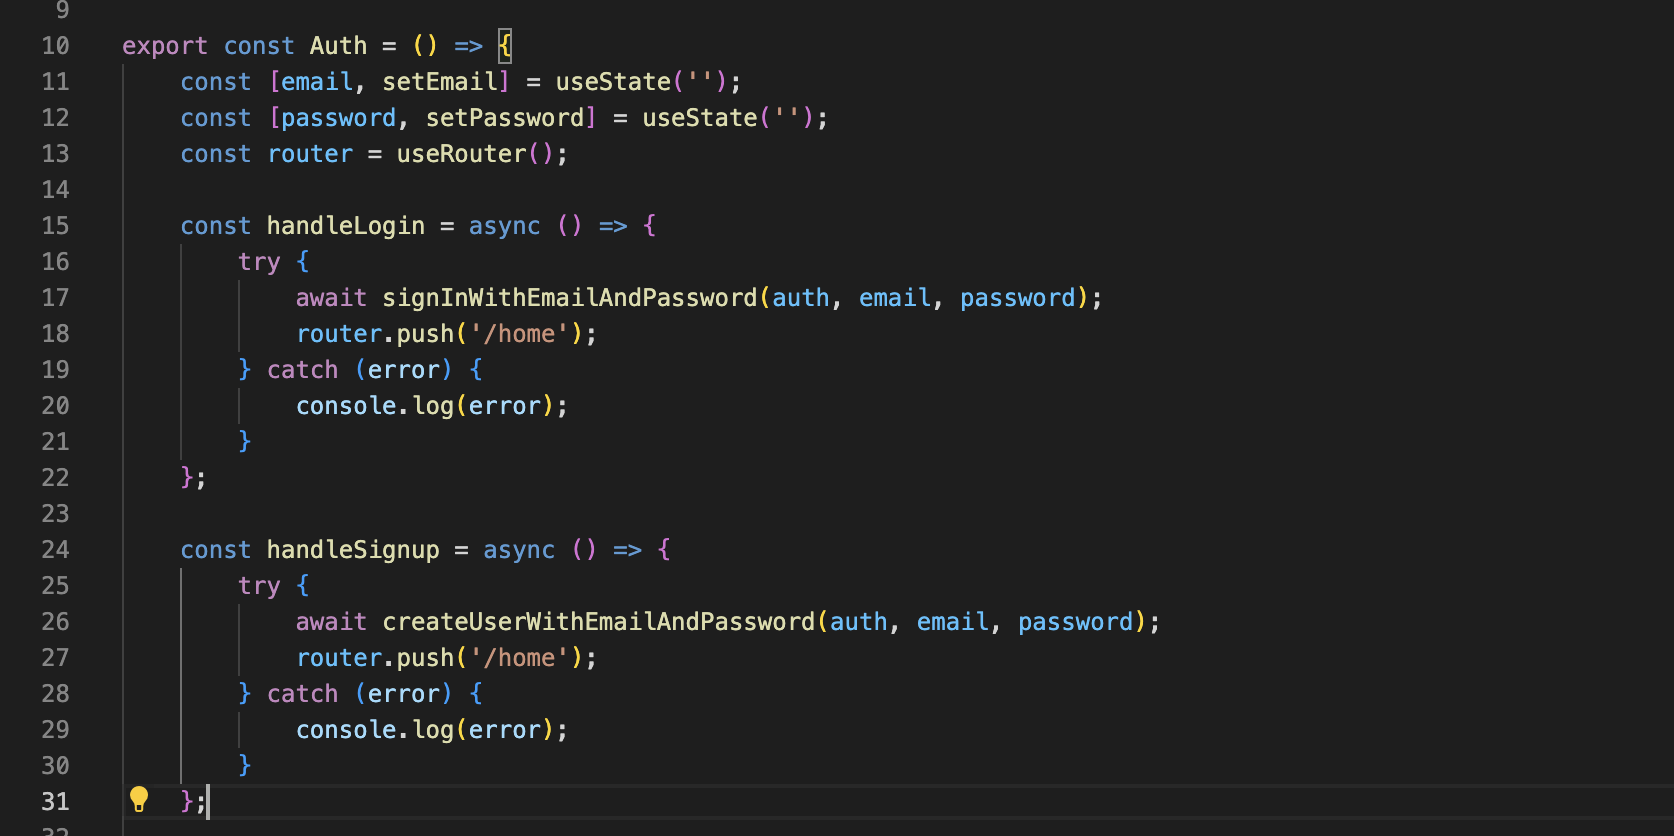 9
10 export const Auth = () => {
11 const [email, setEmail] = useState('');
12 const [password, setPassword] = useState('');
13 const router = useRouter();
14
15 const handleLogin = async () => {
16 try {
17 await signInWithEmailAndPassword(auth, email, password);
18 router.push('/home');
19 } catch (error) {
20 console.log(error);
21 }
22 };
23
24 const handleSignup = async () => {
25 try {
26 await createUserWithEmailAndPassword(auth, email, password);
27 router.push('/home');
28 } catch (error) {
29 console.log(error);
30 }
31 };
32